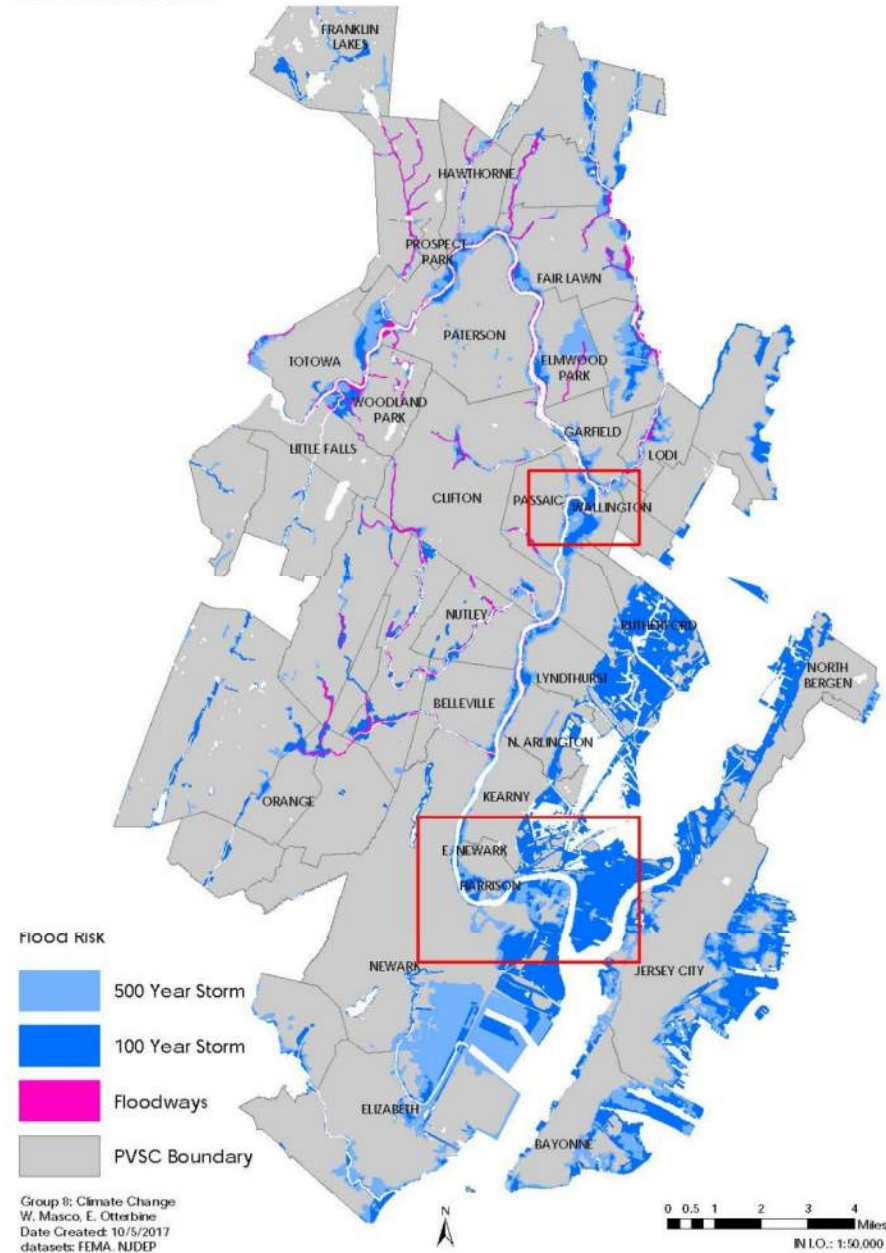 FRANKLIN
LAKES
HAWTHORNE
PROSPECT
PARK
FAIR LAWN
PATERSON
TOTOWA
ELMWOOD
PARK
WOODLAND
PARK
GARFIELD
LITTLE FALLS
LODI
CLIFTON
PASSAIC
WALLINGTON
NUTLEY
RUTHERFORD
NORTH
BERGEN
LYNDTHURST
BELLEVILLE
N. ARLINGTON
ORANGE
KEARNY
E. NEWARK
HARRISON
NEWARK
JERSEY CITY
ELIZABETH
BAYONNE
Flood Risk
500 Year Storm
100 Year Storm
Floodways
PVSC Boundary
Group 8: Climate Change
W. Masco, E. Otterbine
Date Created: 10/5/2017
datasets: FEMA. NJDEP
N
0 0.5 1 2 3 4
Miles
IN I.O.: 1:50,000